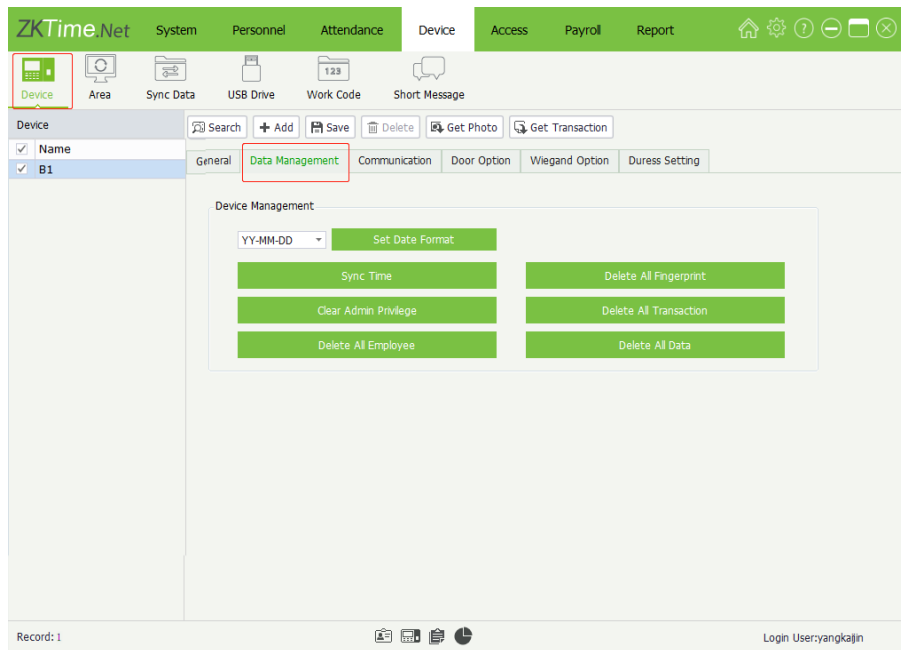 ZKTime.Net System Personnel Attendance Device Access Payroll Report
123
Device Area Sync Data USB Drive Work Code Short Message
Device
Search Add Save Delete Get Photo Get Transaction
Name
General Data Management Communication Door Option Wiegand Option Duress Setting
B1
Device Management
YY-MM-DD Set Date Format
Sync Time Delete All Fingerprint
Clear Admin Privilege Delete All Transaction
Delete All Employee Delete All Data
Record: 1 Login User:yangkaijin